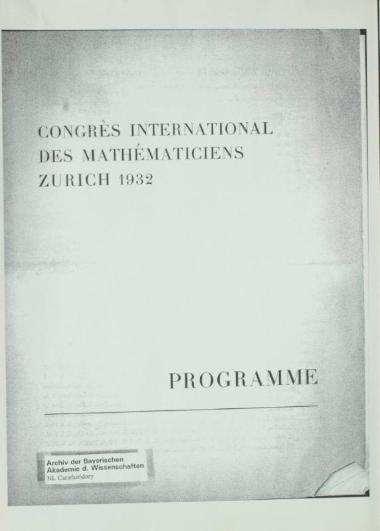 CONGRÈS INTERNATIONAL
DES MATHÉMATICIENS
ZURICH 1932
PROGRAMME
Archiv der Bayerischen
Akademie d. Wissenschaften
NL Carathéodory